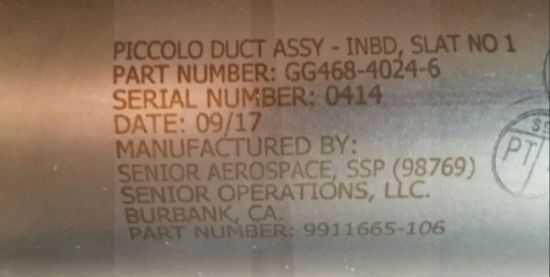 PICCOLO DUCT ASSY - INBD, SLAT NO 1
PART NUMBER: GG468-4024-6
SERIAL NUMBER: 0414
DATE: 09/17
MANUFACTURED BY:
SENIOR AEROSPACE, SSP (98769)
SENIOR OPERATIONS, LLC.
BURBANK, CA.
PART NUMBER: 9911665-106
PT